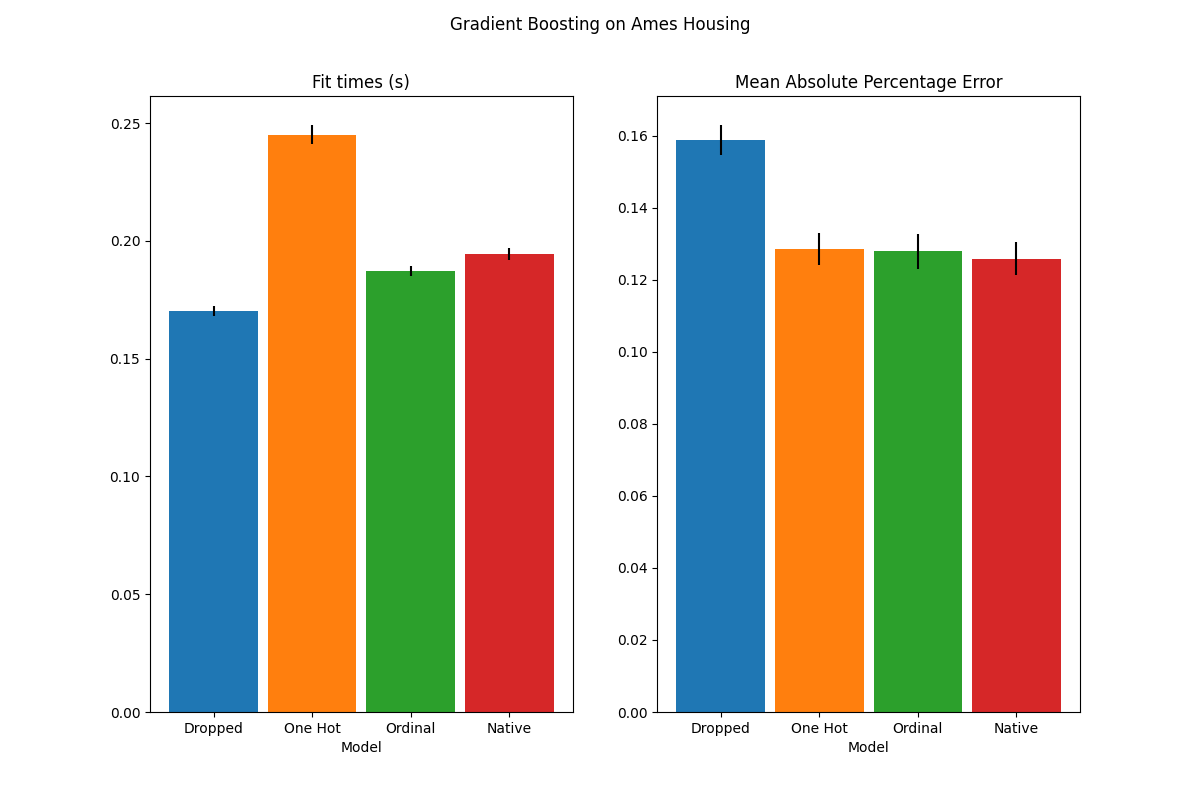 Gradient Boosting on Ames Housing
Fit times (s)
0.25
0.20
0.15
0.10
0.05
0.00
Dropped One Hot Ordinal Native
Model
Mean Absolute Percentage Error
0.16
0.14
0.12
0.10
0.08
0.06
0.04
0.02
0.00
Dropped One Hot Ordinal Native
Model